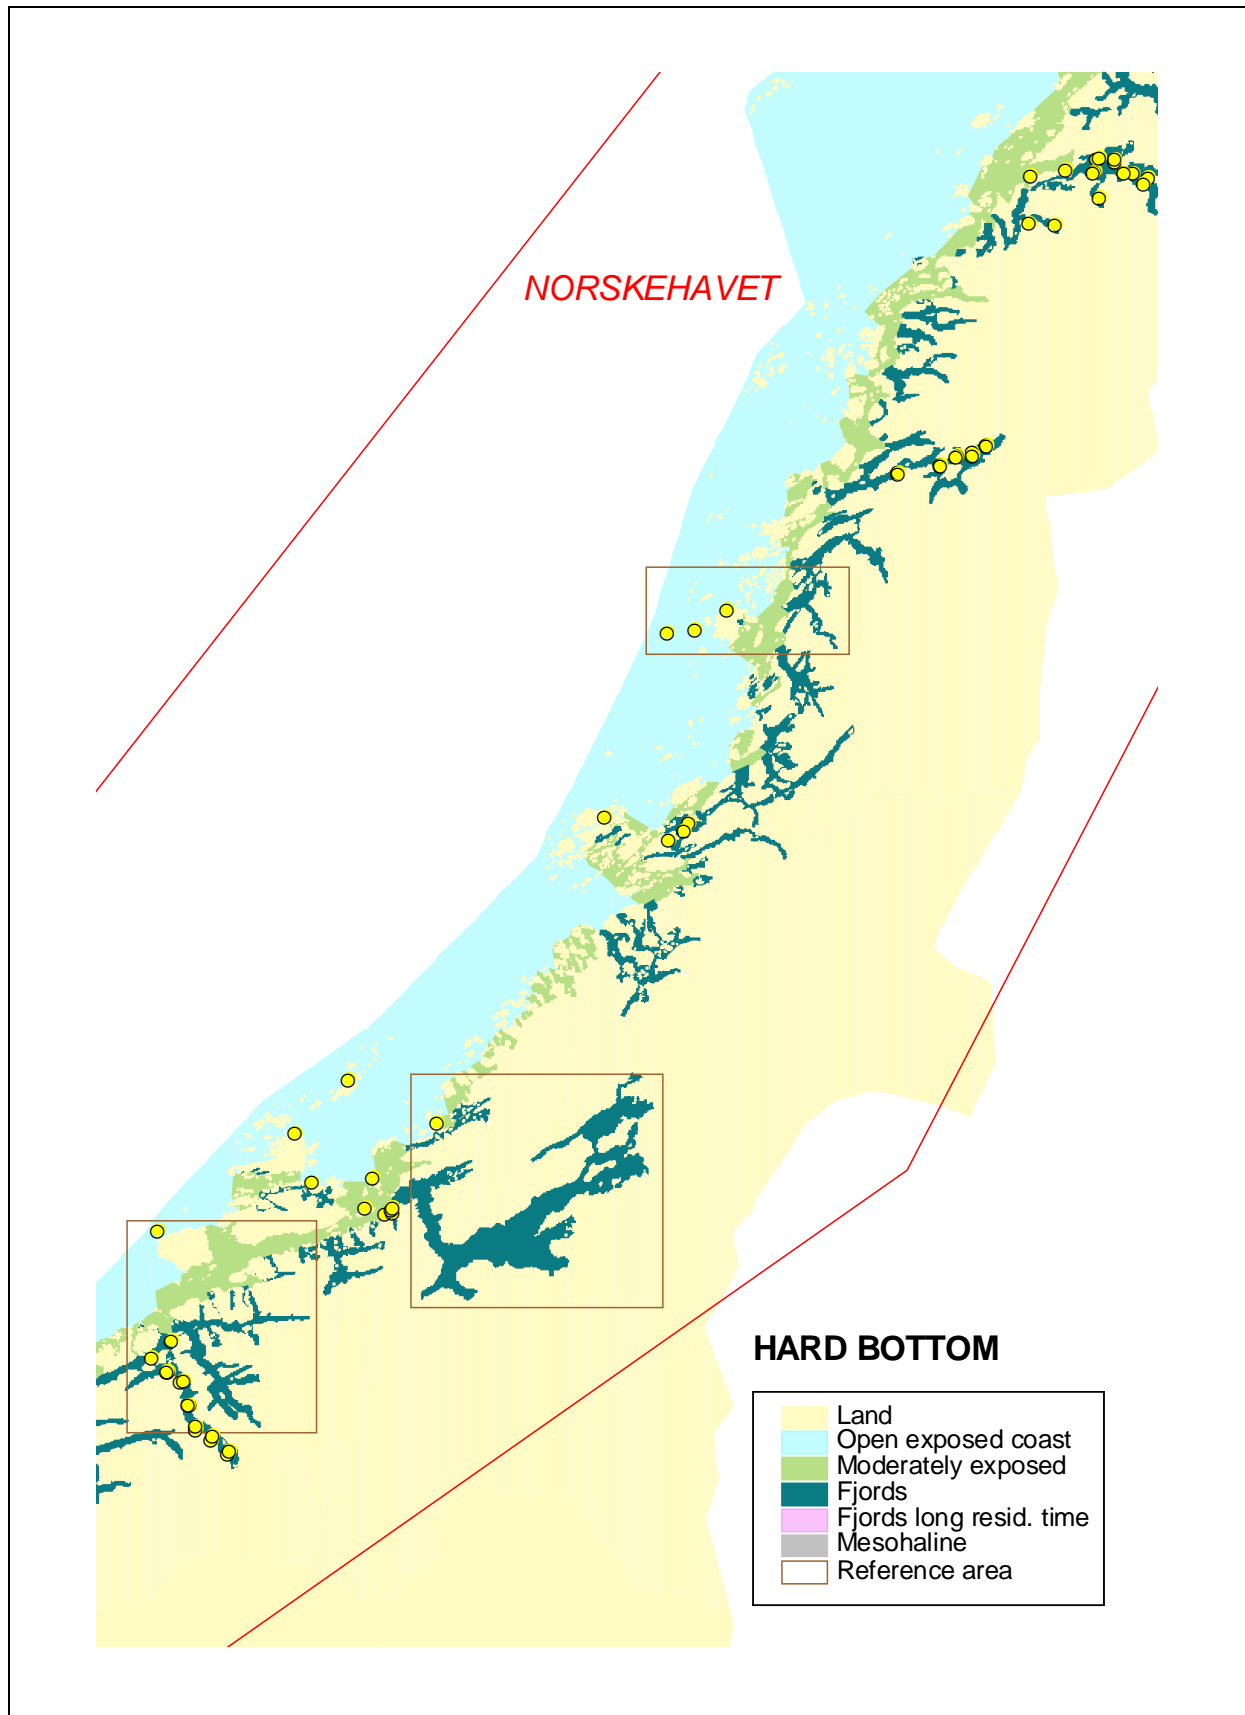 NORSKEHAVET
HARD BOTTOM
Land
Open exposed coast
Moderately exposed
Fjords
Fjords long resid. time
Mesohaline
Reference area